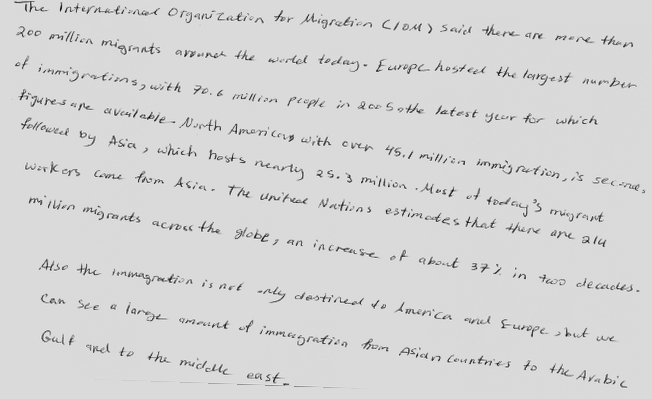 The International Organization for Migration (IOM) said there are more than
200 million migrants around the world today. Europe hosted the largest number
of immigrations, with 70.6 million people in 2005, the latest year for which
figures are available. North America, with over 45.1 million immigration, is second,
followed by Asia, which hosts nearly 25.3 million. Most of today's migrant
workers come from Asia. The united Nations estimates that there are 214
million migrants across the globe, an increase of about 37% in two decades.
Also the immagration is not only destined to America and Europe, but we
can see a large amount of immagration from Asian countries to the Arabic
Gulf and to the middle east.